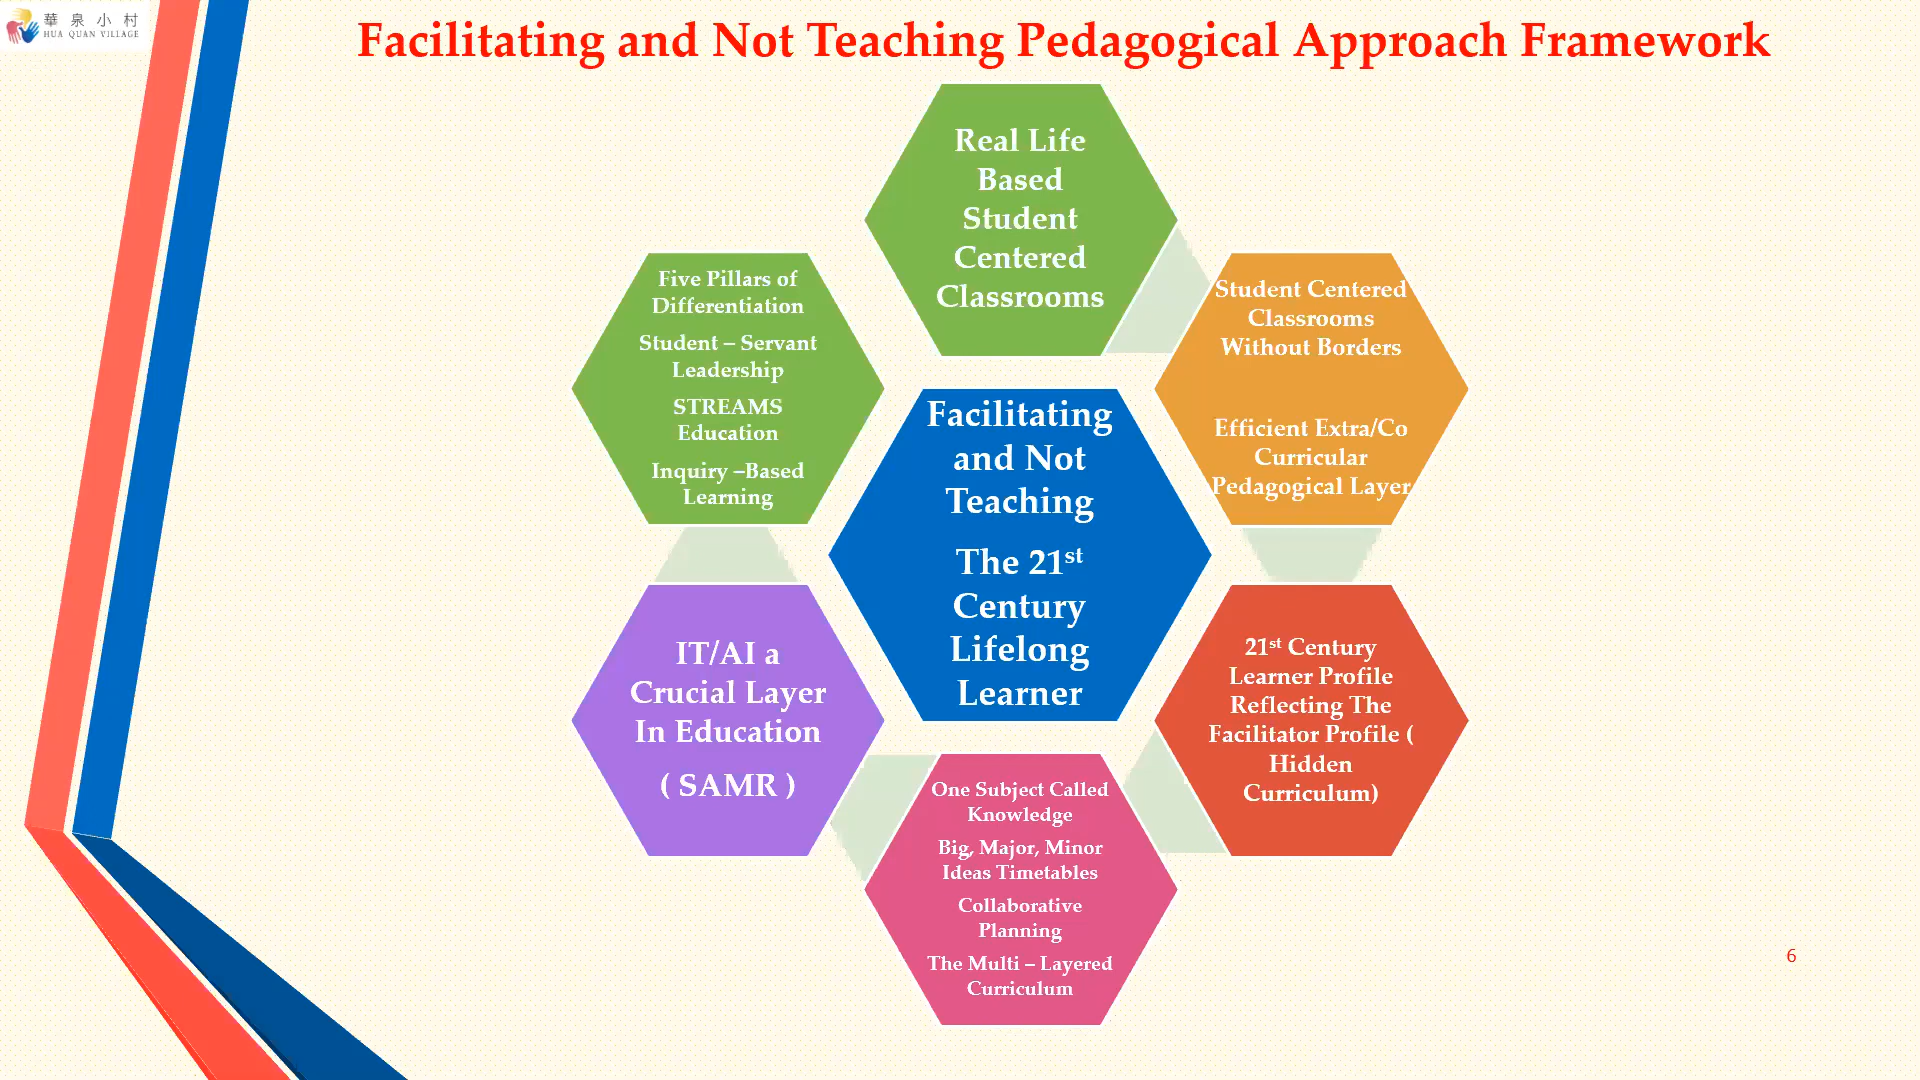 華泉小村
HUA QUAN VILLAGE
Facilitating and Not Teaching Pedagogical Approach Framework
Real Life
Based
Student
Centered
Classrooms
Five Pillars of
Differentiation
Student – Servant
Leadership
STREAMS
Education
Inquiry –Based
Learning
Student Centered
Classrooms
Without Borders
Efficient Extra/Co
Curricular
Pedagogical Layer
Facilitating
and Not
Teaching
The 21st
Century
Lifelong
Learner
IT/AI a
Crucial Layer
In Education
( SAMR )
21st Century
Learner Profile
Reflecting The
Facilitator Profile (
Hidden
Curriculum)
One Subject Called
Knowledge
Big, Major, Minor
Ideas Timetables
Collaborative
Planning
The Multi – Layered
Curriculum
6